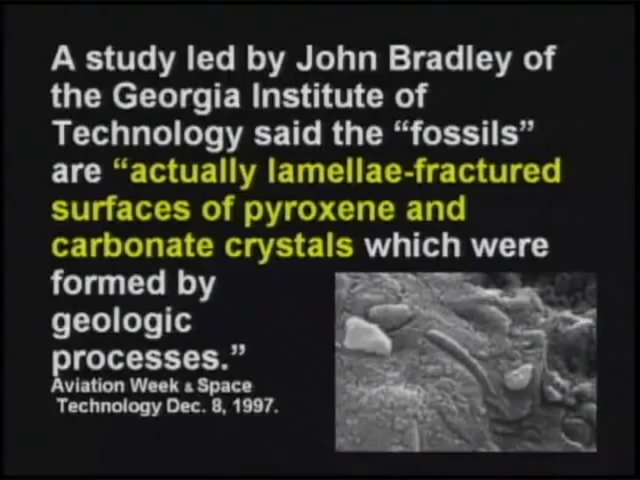 A study led by John Bradley of
the Georgia Institute of
Technology said the “fossils”
are “actually lamellae-fractured
surfaces of pyroxene and
carbonate crystals which were
formed by
geologic
processes.”
Aviation Week & Space
Technology Dec. 8, 1997.